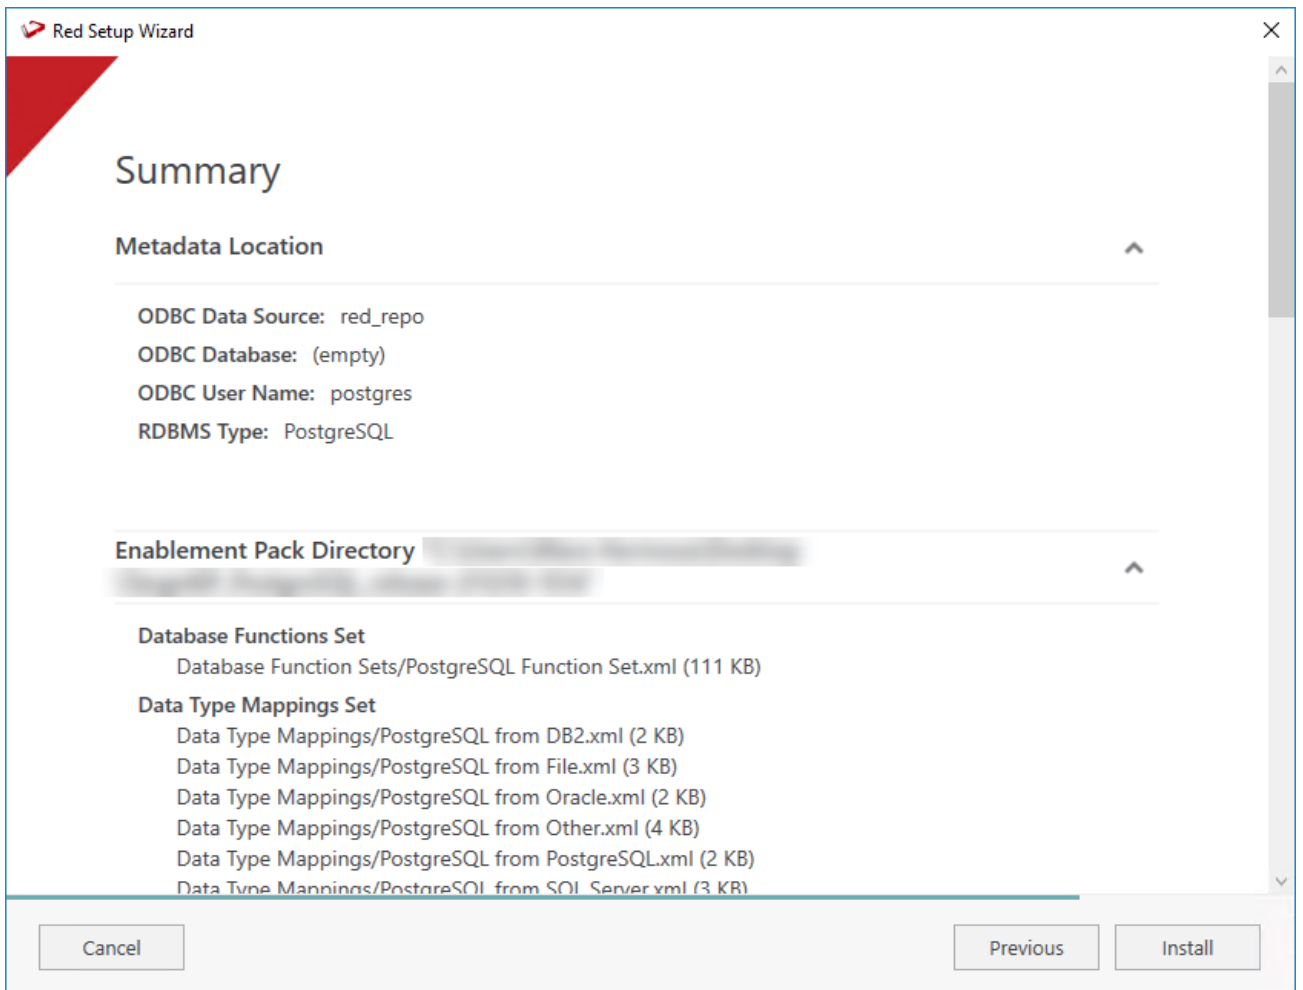 Red Setup Wizard
Summary
Metadata Location
ODBC Data Source: red_repo
ODBC Database: (empty)
ODBC User Name: postgres
RDBMS Type: PostgreSQL
Enablement Pack Directory
Database Functions Set
Database Function Sets/PostgreSQL Function Set.xml (111 KB)
Data Type Mappings Set
Data Type Mappings/PostgreSQL from DB2.xml (2 KB)
Data Type Mappings/PostgreSQL from File.xml (3 KB)
Data Type Mappings/PostgreSQL from Oracle.xml (2 KB)
Data Type Mappings/PostgreSQL from Other.xml (4 KB)
Data Type Mappings/PostgreSQL from PostgreSQL.xml (2 KB)
Data Type Mappings/PostgreSQL from SQL Server.xml (3 KB)
Cancel
Previous
Install